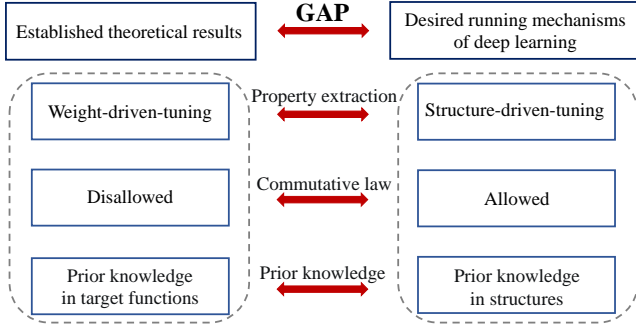 GAP
Established theoretical results
Desired running mechanisms
of deep learning
Weight-driven-tuning
Property extraction
Structure-driven-tuning
Disallowed
Commutative law
Allowed
Prior knowledge
in target functions
Prior knowledge
Prior knowledge
in structures